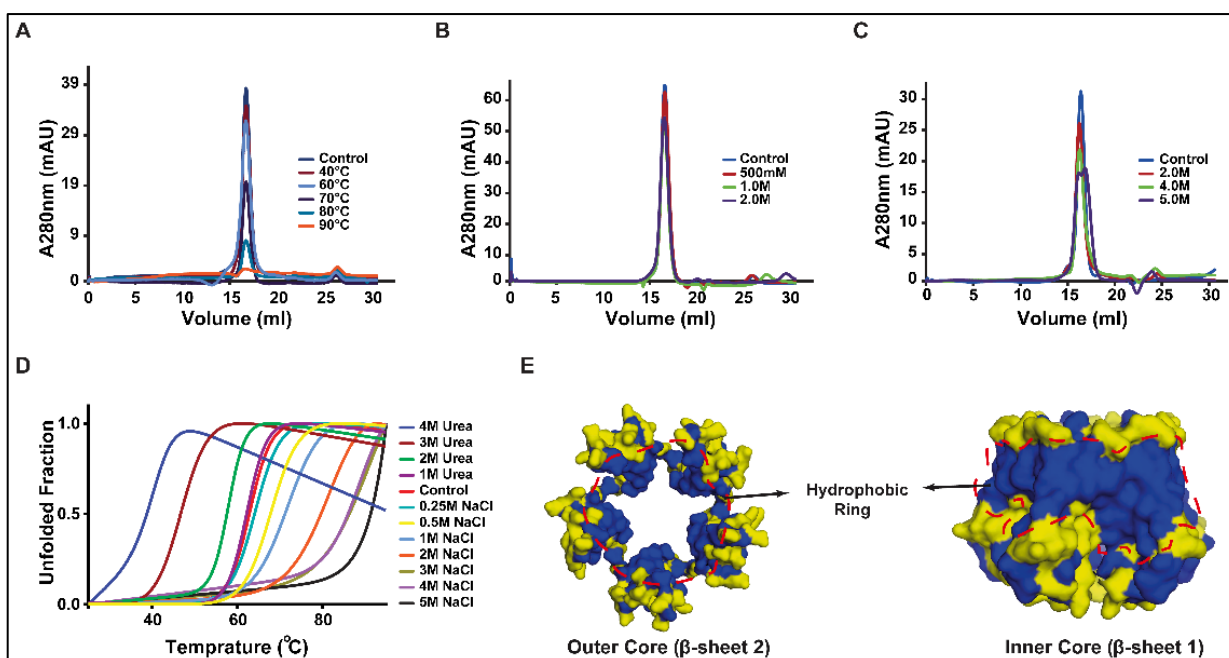 A
A280nm (mAU)
39
29
19
9
0
0 5 10 15 20 25 30
Volume (ml)
Control
40°C
60°C
70°C
80°C
90°C
B
A280nm (mAU)
60
50
40
30
20
10
0
0 5 10 15 20 25 30
Volume (ml)
Control
500mM
1.0M
2.0M
C
A280nm (mAU)
30
25
20
15
10
5
0
0 5 10 15 20 25 30
Volume (ml)
Control
2.0M
4.0M
5.0M
D
Unfolded Fraction
1.0
0.5
0.0
40 60 80
Temprature (°C)
4M Urea
3M Urea
2M Urea
1M Urea
Control
0.25M NaCl
0.5M NaCl
1M NaCl
2M NaCl
3M NaCl
4M NaCl
5M NaCl
E
Hydrophobic
Ring
Outer Core (β-sheet 2)
Inner Core (β-sheet 1)